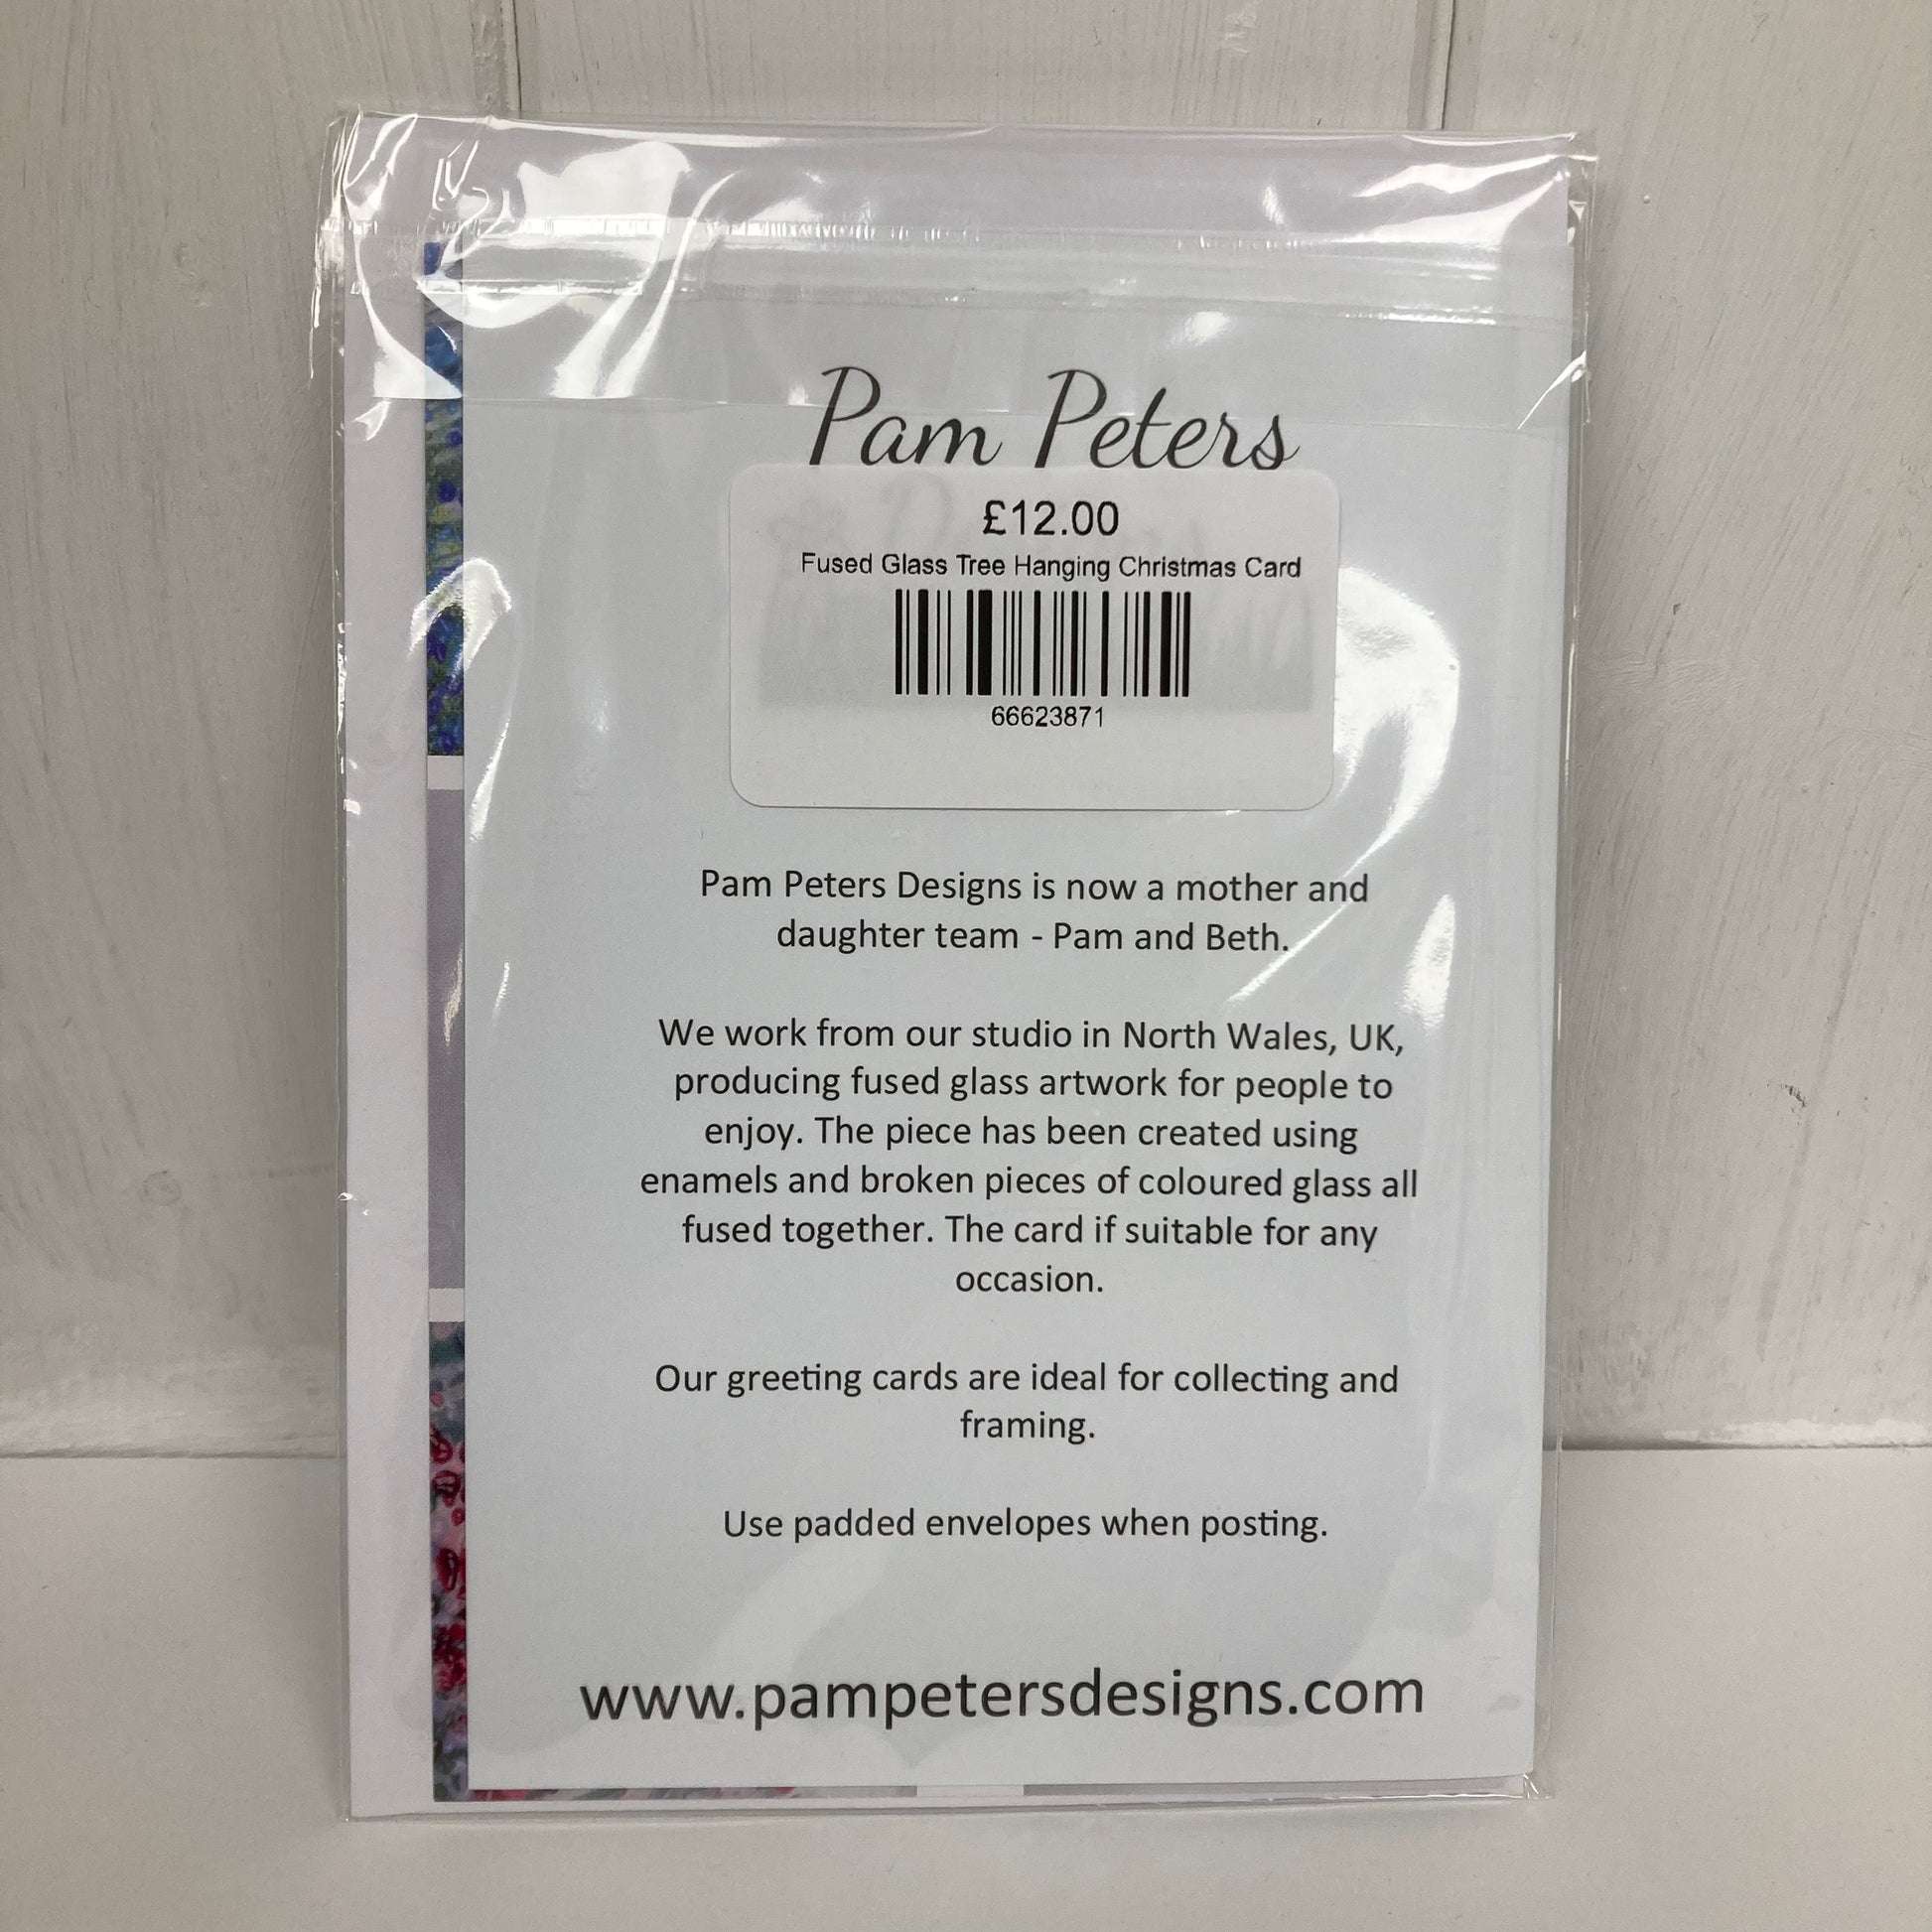 Pam Peters
£12.00
Fused Glass Tree Hanging Christmas Card
66623871
Pam Peters Designs is now a mother and
daughter team - Pam and Beth.
We work from our studio in North Wales, UK,
producing fused glass artwork for people to
enjoy. The piece has been created using
enamels and broken pieces of coloured glass all
fused together. The card if suitable for any
occasion.
Our greeting cards are ideal for collecting and
framing.
Use padded envelopes when posting.
www.pampetersdesigns.com